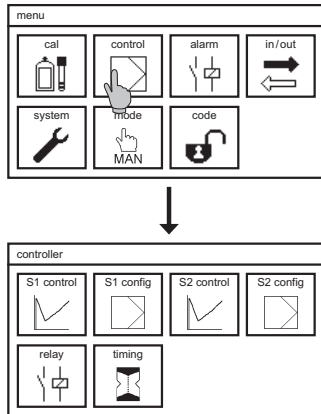 menu
cal control alarm in/out
system mode code
MAN
controller
S1 control S1 config S2 control S2 config
relay timing